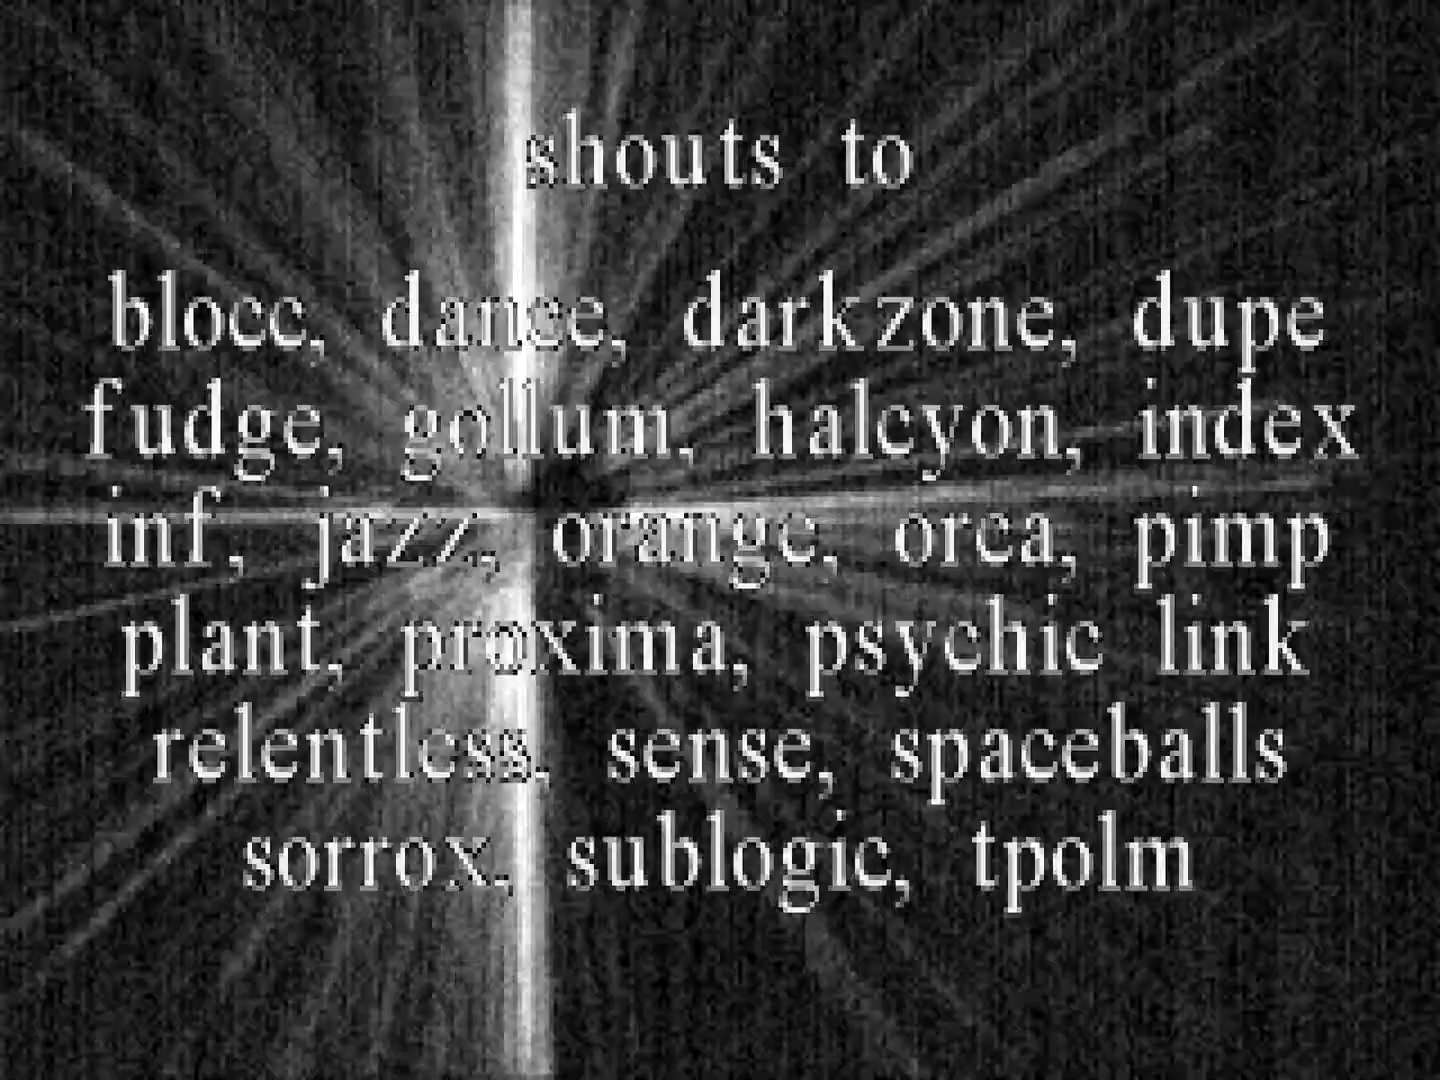 shouts to
blocc, dance, darkzone, dupe
fudge, gollum, halcyon, index
inf, jazz, orange, orca, pimp
plant, proxima, psychic link
relentless, sense, spaceballs
sorrox, sublogic, tpolm